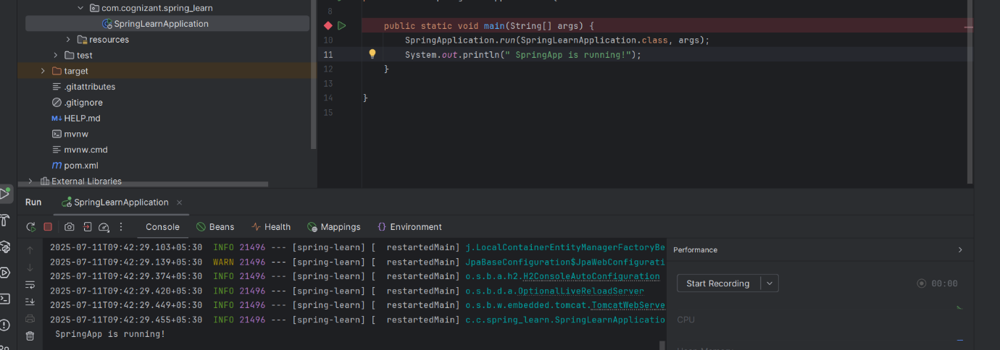 com.cognizant.spring_learn
SpringLearnApplication
resources
test
target
.gitattributes
.gitignore
M↓ HELP.md
mvnw
mvnw.cmd
m pom.xml
External Libraries
8
public static void main(String[] args) {
10 SpringApplication.run(SpringLearnApplication.class, args);
11 System.out.println(" SpringApp is running!");
12 }
13
14 }
15
Run SpringLearnApplication ×
Console Beans Health Mappings Environment
2025-07-11T09:42:29.103+05:30 INFO 21496 --- [spring-learn] [ restartedMain] j.LocalContainerEntityManagerFactoryBe
2025-07-11T09:42:29.139+05:30 WARN 21496 --- [spring-learn] [ restartedMain] JpaBaseConfiguration$JpaWebConfigurati
2025-07-11T09:42:29.374+05:30 INFO 21496 --- [spring-learn] [ restartedMain] o.s.b.a.h2.H2ConsoleAutoConfiguration
2025-07-11T09:42:29.420+05:30 INFO 21496 --- [spring-learn] [ restartedMain] o.s.b.d.a.OptionalLiveReloadServer
2025-07-11T09:42:29.449+05:30 INFO 21496 --- [spring-learn] [ restartedMain] o.s.b.w.embedded.tomcat.TomcatWebServe
2025-07-11T09:42:29.455+05:30 INFO 21496 --- [spring-learn] [ restartedMain] c.c.spring_learn.SpringLearnApplication
SpringApp is running!
Performance
Start Recording 00:00
CPU